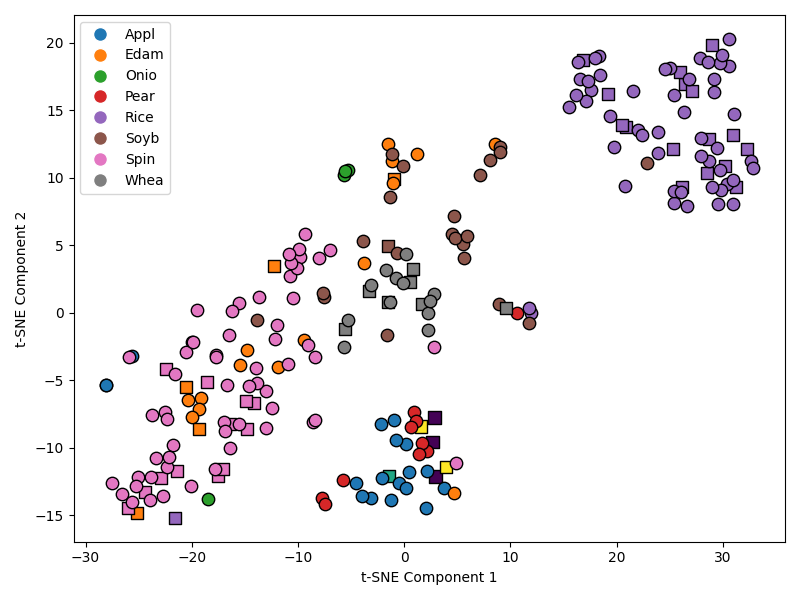 Appl
Edam
Onio
Pear
Rice
Soyb
Spin
Whea
20
15
10
5
0
−5
−10
−15
t-SNE Component 2
−30 −20 −10 0 10 20 30
t-SNE Component 1